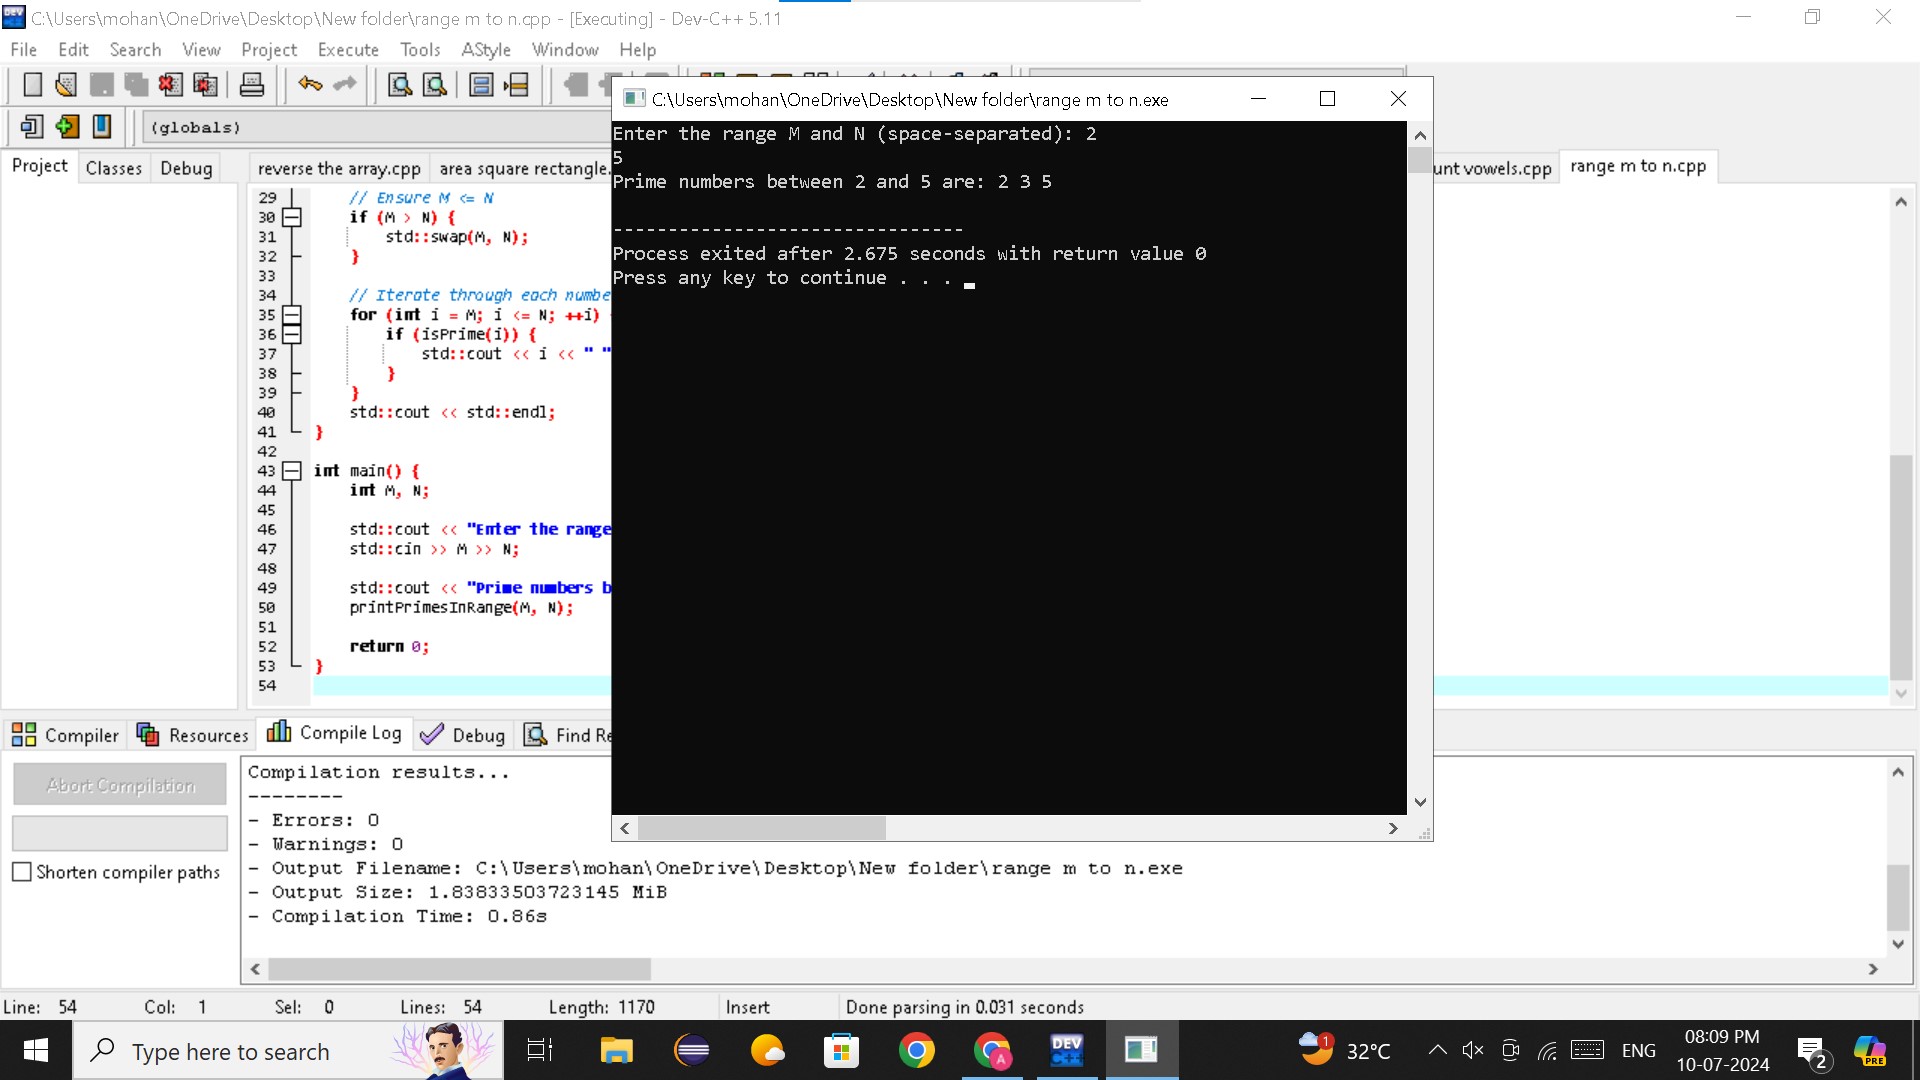 C:\Users\mohan\OneDrive\Desktop\New folder\range m to n.cpp - [Executing] - Dev-C++ 5.11
File Edit Search View Project Execute Tools AStyle Window Help
(globals)
Project Classes Debug
reverse the array.cpp area square rectangle. unt vowels.cpp range m to n.cpp
29 // Ensure M <= N
30 if (M > N) {
31 std::swap(M, N);
32 }
33
34 // Iterate through each numbe
35 for (int i = M; i <= N; ++i)
36 if (isPrime(i)) {
37 std::cout << i << " "
38 }
39 }
40 std::cout << std::endl;
41 }
42
43 int main() {
44 int M, N;
45
46 std::cout << "Enter the range
47 std::cin >> M >> N;
48
49 std::cout << "Prime numbers b
50 printPrimesInRange(M, N);
51
52 return 0;
53 }
54
C:\Users\mohan\OneDrive\Desktop\New folder\range m to n.exe
Enter the range M and N (space-separated): 2
5
Prime numbers between 2 and 5 are: 2 3 5
--------------------------------
Process exited after 2.675 seconds with return value 0
Press any key to continue . . .
Compiler Resources Compile Log Debug Find Re
Abort Compilation
Shorten compiler paths
Compilation results...
--------
- Errors: 0
- Warnings: 0
- Output Filename: C:\Users\mohan\OneDrive\Desktop\New folder\range m to n.exe
- Output Size: 1.83833503723145 MiB
- Compilation Time: 0.86s
Line: 54 Col: 1 Sel: 0 Lines: 54 Length: 1170 Insert Done parsing in 0.031 seconds
Type here to search
DEV C++
A
1
32°C
ENG
08:09 PM
10-07-2024
2
PRE